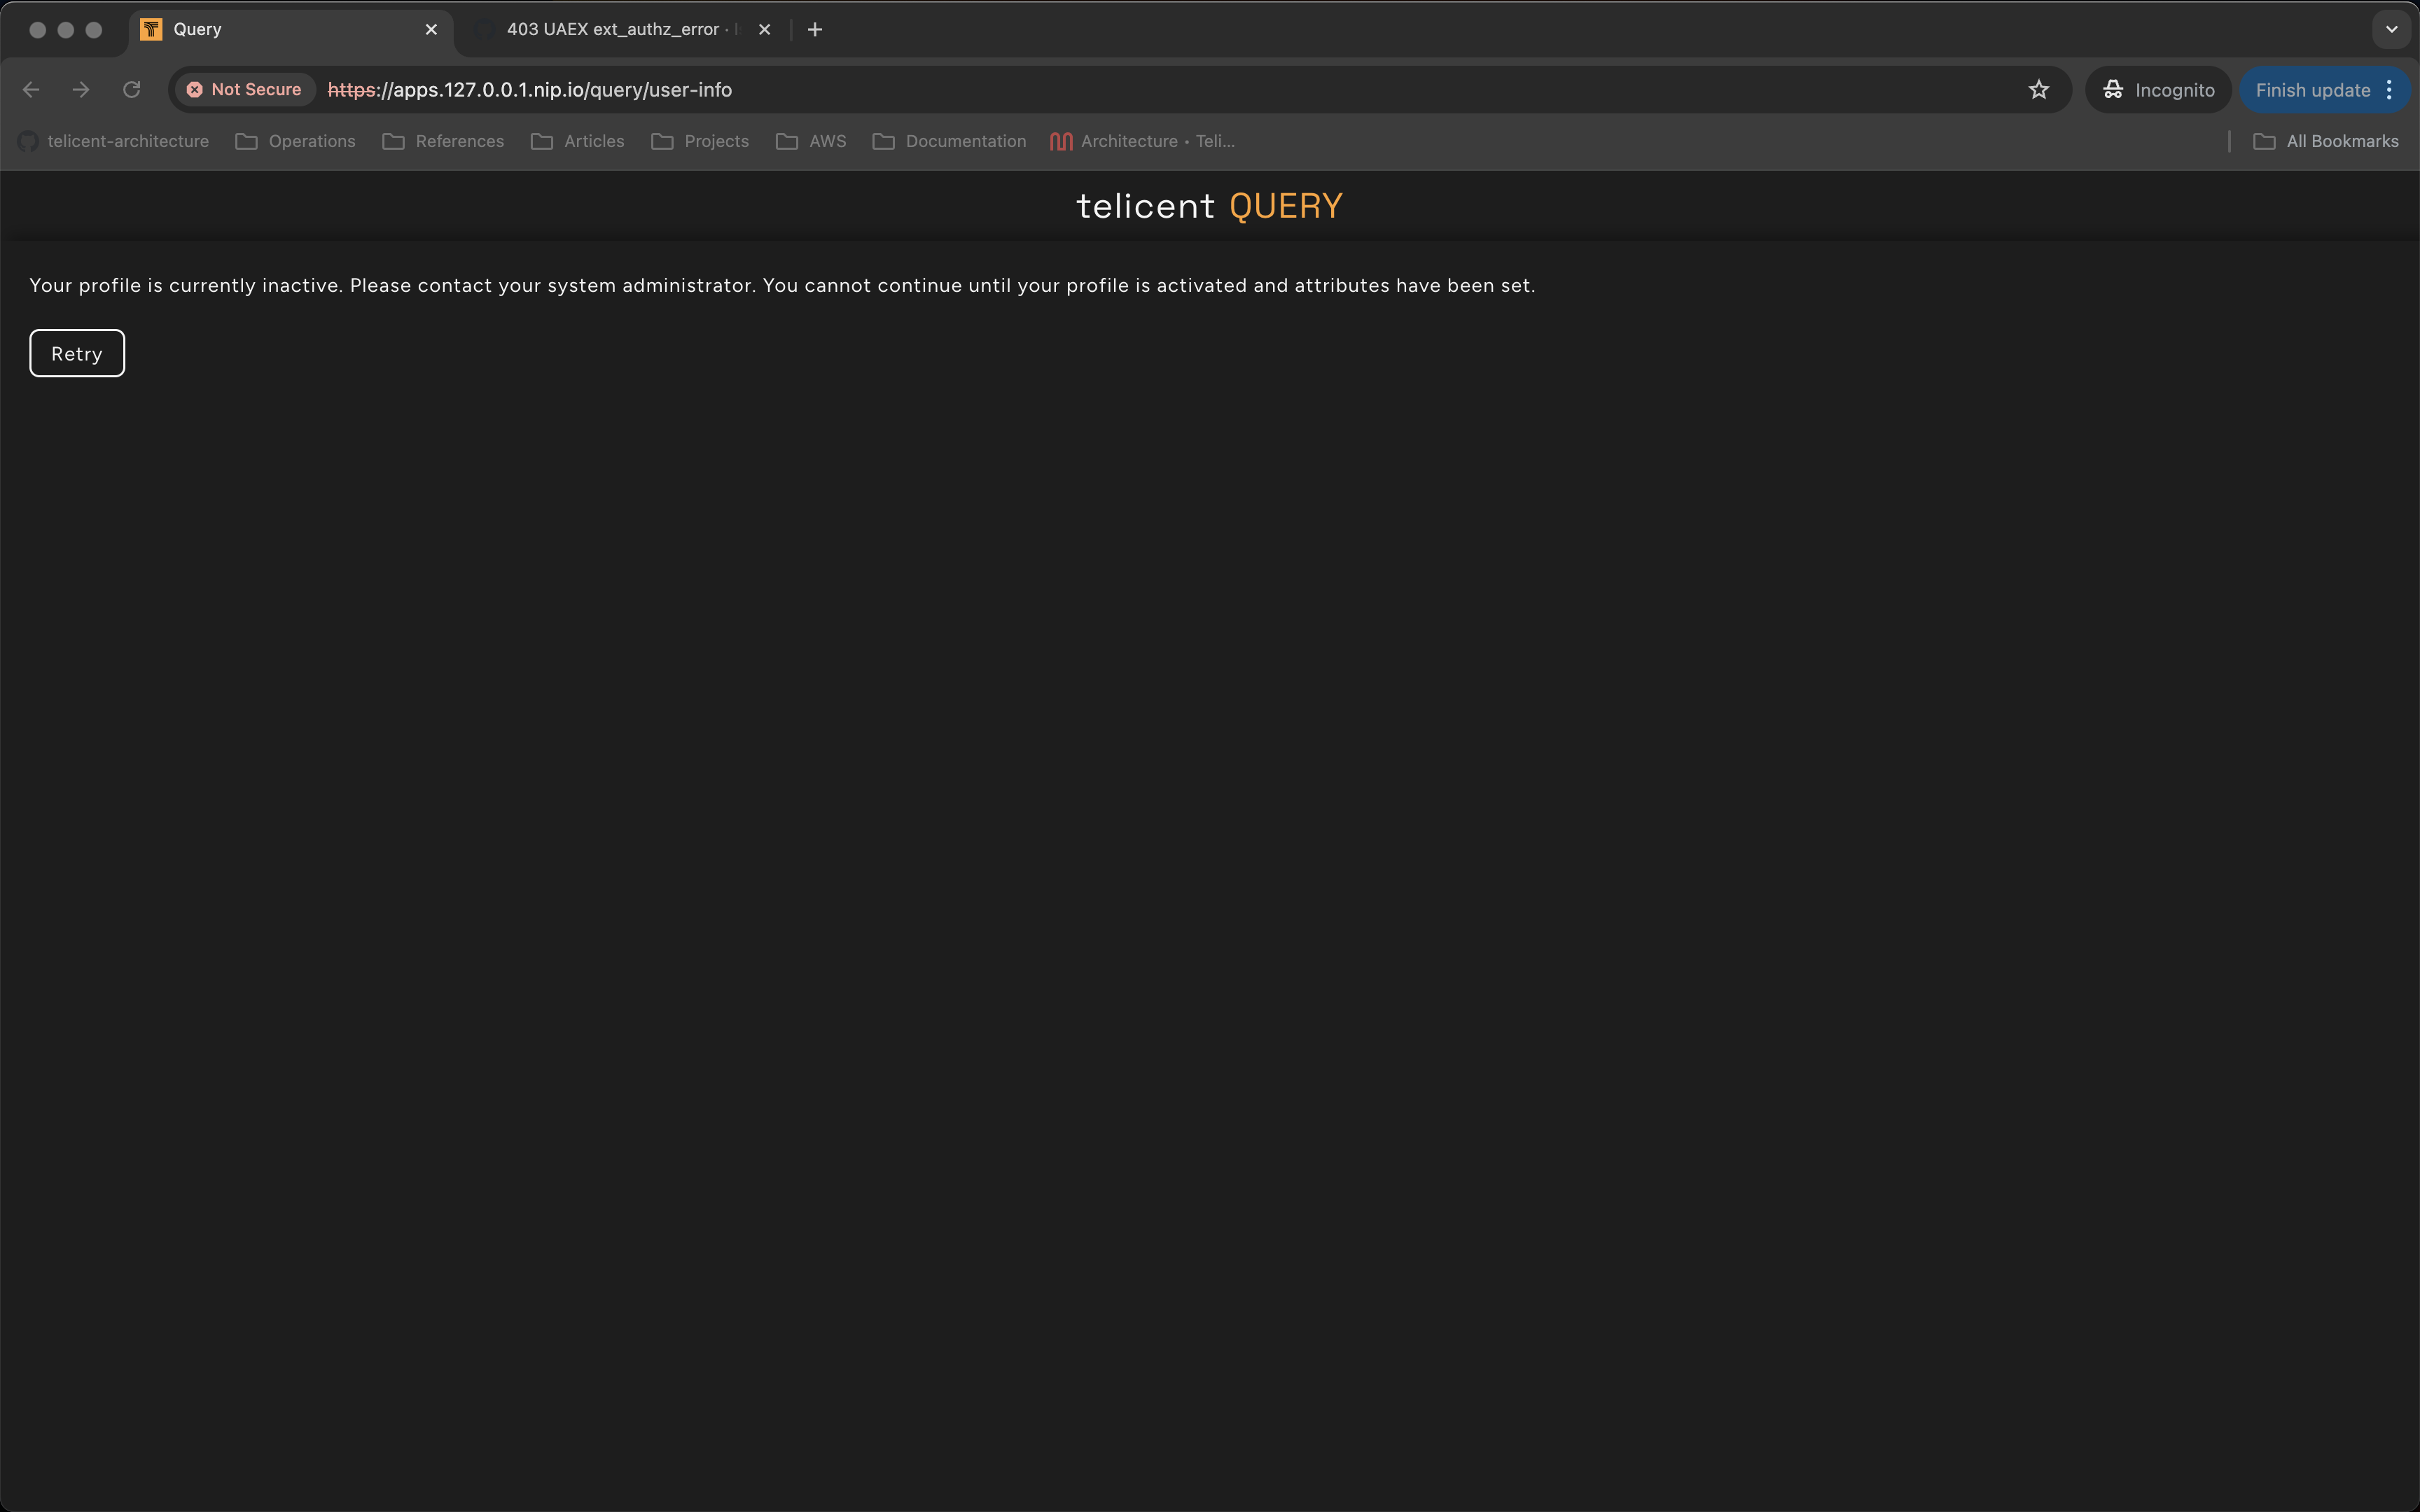 Query
403 UAEX ext_authz_error ·
Not Secure https://apps.127.0.0.1.nip.io/query/user-info Incognito Finish update
telicent-architecture Operations References Articles Projects AWS Documentation Architecture • Teli... All Bookmarks
telicent QUERY
Your profile is currently inactive. Please contact your system administrator. You cannot continue until your profile is activated and attributes have been set.
Retry